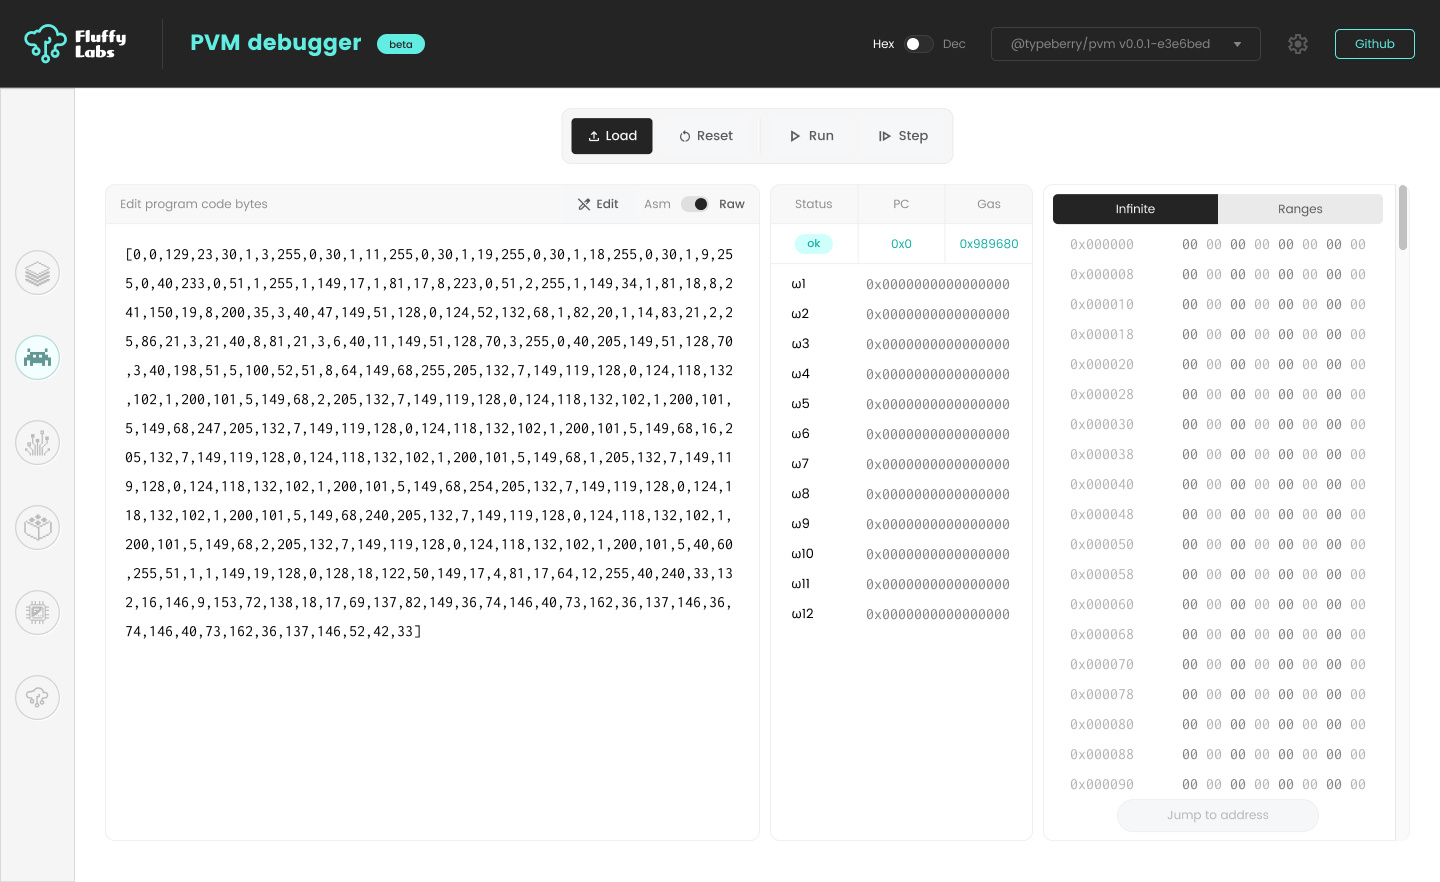 Fluffy
Labs
PVM debugger
beta
Hex
Dec
@typeberry/pvm v0.0.1-e3e6bed
Github
Load
Reset
Run
Step
Edit program code bytes
Edit
Asm
Raw
[0,0,129,23,30,1,3,255,0,30,1,11,255,0,30,1,19,255,0,30,1,18,255,0,30,1,9,25
5,0,40,233,0,51,1,255,1,149,17,1,81,17,8,223,0,51,2,255,1,149,34,1,81,18,8,2
41,150,19,8,200,35,3,40,47,149,51,128,0,124,52,132,68,1,82,20,1,14,83,21,2,2
5,86,21,3,21,40,8,81,21,3,6,40,11,149,51,128,70,3,255,0,40,205,149,51,128,70
,3,40,198,51,5,100,52,51,8,64,149,68,255,205,132,7,149,119,128,0,124,118,132
,102,1,200,101,5,149,68,2,205,132,7,149,119,128,0,124,118,132,102,1,200,101,
5,149,68,247,205,132,7,149,119,128,0,124,118,132,102,1,200,101,5,149,68,16,2
05,132,7,149,119,128,0,124,118,132,102,1,200,101,5,149,68,1,205,132,7,149,11
9,128,0,124,118,132,102,1,200,101,5,149,68,254,205,132,7,149,119,128,0,124,1
18,132,102,1,200,101,5,149,68,240,205,132,7,149,119,128,0,124,118,132,102,1,
200,101,5,149,68,2,205,132,7,149,119,128,0,124,118,132,102,1,200,101,5,40,60
,255,51,1,1,149,19,128,0,128,18,122,50,149,17,4,81,17,64,12,255,40,240,33,13
2,16,146,9,153,72,138,18,17,69,137,82,149,36,74,146,40,73,162,36,137,146,36,
74,146,40,73,162,36,137,146,52,42,33]
Status PC Gas
ok 0x0 0x989680
ω1 0x0000000000000000
ω2 0x0000000000000000
ω3 0x0000000000000000
ω4 0x0000000000000000
ω5 0x0000000000000000
ω6 0x0000000000000000
ω7 0x0000000000000000
ω8 0x0000000000000000
ω9 0x0000000000000000
ω10 0x0000000000000000
ω11 0x0000000000000000
ω12 0x0000000000000000
Infinite Ranges
0x000000 00 00 00 00 00 00 00 00
0x000008 00 00 00 00 00 00 00 00
0x000010 00 00 00 00 00 00 00 00
0x000018 00 00 00 00 00 00 00 00
0x000020 00 00 00 00 00 00 00 00
0x000028 00 00 00 00 00 00 00 00
0x000030 00 00 00 00 00 00 00 00
0x000038 00 00 00 00 00 00 00 00
0x000040 00 00 00 00 00 00 00 00
0x000048 00 00 00 00 00 00 00 00
0x000050 00 00 00 00 00 00 00 00
0x000058 00 00 00 00 00 00 00 00
0x000060 00 00 00 00 00 00 00 00
0x000068 00 00 00 00 00 00 00 00
0x000070 00 00 00 00 00 00 00 00
0x000078 00 00 00 00 00 00 00 00
0x000080 00 00 00 00 00 00 00 00
0x000088 00 00 00 00 00 00 00 00
0x000090 00 00 00 00 00 00 00 00
Jump to address